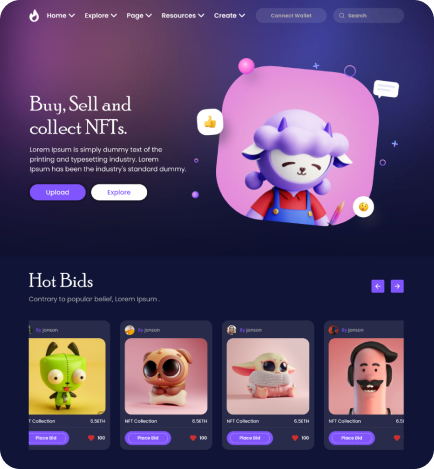 Home Explore Page Resources Create Connect Wallet Search
Buy, Sell and
collect NFTs.
Lorem Ipsum is simply dummy text of the
printing and typesetting industry. Lorem
Ipsum has been the industry's standard dummy.
Upload Explore
Hot Bids
Contrary to popular belief, Lorem Ipsum .
By jonson By jonson By jonson By jonson
T Collection 6.5ETH NFT Collection 6.5ETH NFT Collection 6.5ETH NFT Collection 6.5
Place Bid 100 Place Bid 100 Place Bid 100 Place Bid